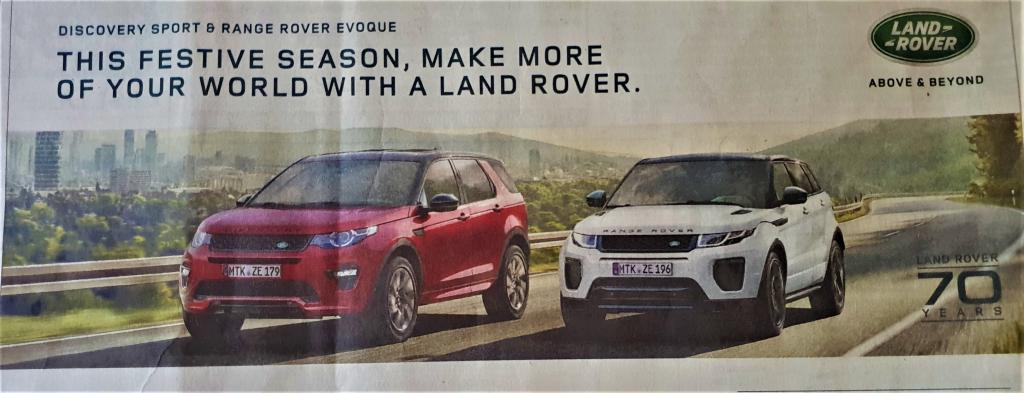 DISCOVERY SPORT & RANGE ROVER EVOQUE
THIS FESTIVE SEASON, MAKE MORE
OF YOUR WORLD WITH A LAND ROVER.
LAND
ROVER
ABOVE & BEYOND
RANGE ROVER
MTK ZE 179
MTK ZE 196
LAND ROVER
70
YEARS